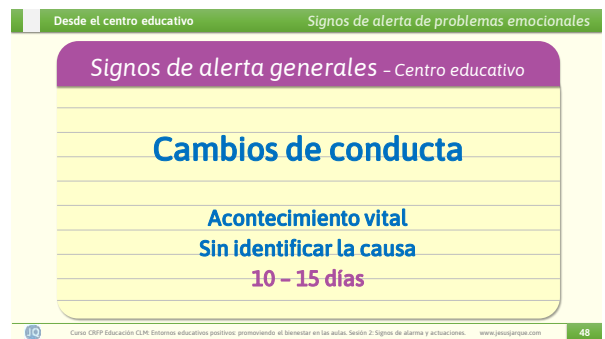 Desde el centro educativo
Signos de alerta de problemas emocionales
Signos de alerta generales – Centro educativo
Cambios de conducta
Acontecimiento vital
Sin identificar la causa
10 – 15 días
JQ
Curso CRFP Educación CLM: Entornos educativos positivos: promoviendo el bienestar en las aulas. Sesión 2: Signos de alarma y actuaciones. www.jesusjarque.com
48